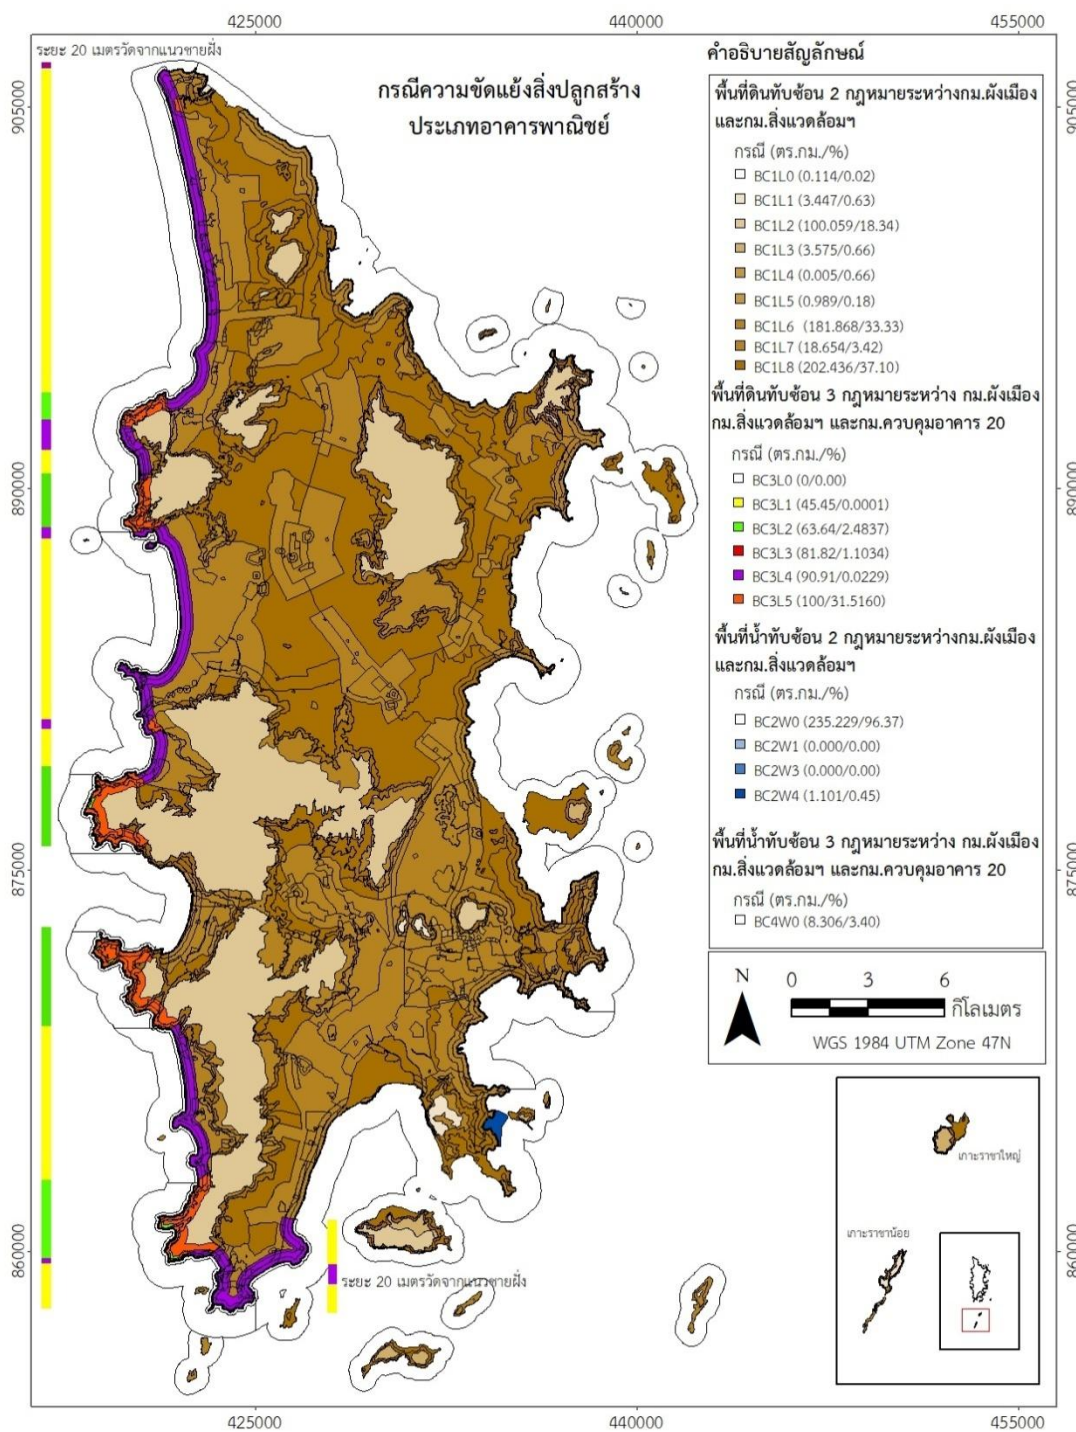 425000
440000
455000
ระยะ 20 เมตรวัดจากแนวชายฝั่ง
905000
890000
875000
860000
กรณีความขัดแย้งสิ่งปลูกสร้าง
ประเภทอาคารพาณิชย์
คำอธิบายสัญลักษณ์
พื้นที่ดินทับซ้อน 2 กฎหมายระหว่างกม.ผังเมือง
และกม.สิ่งแวดล้อมฯ
กรณี (ตร.กม./%)
BC1L0 (0.114/0.02)
BC1L1 (3.447/0.63)
BC1L2 (100.059/18.34)
BC1L3 (3.575/0.66)
BC1L4 (0.005/0.66)
BC1L5 (0.989/0.18)
BC1L6 (181.868/33.33)
BC1L7 (18.654/3.42)
BC1L8 (202.436/37.10)
พื้นที่ดินทับซ้อน 3 กฎหมายระหว่าง กม.ผังเมือง
กม.สิ่งแวดล้อมฯ และกม.ควบคุมอาคาร 20
กรณี (ตร.กม./%)
BC3L0 (0/0.00)
BC3L1 (45.45/0.0001)
BC3L2 (63.64/2.4837)
BC3L3 (81.82/1.1034)
BC3L4 (90.91/0.0229)
BC3L5 (100/31.5160)
พื้นที่น้ำทับซ้อน 2 กฎหมายระหว่างกม.ผังเมือง
และกม.สิ่งแวดล้อมฯ
กรณี (ตร.กม./%)
BC2W0 (235.229/96.37)
BC2W1 (0.000/0.00)
BC2W3 (0.000/0.00)
BC2W4 (1.101/0.45)
พื้นที่น้ำทับซ้อน 3 กฎหมายระหว่าง กม.ผังเมือง
กม.สิ่งแวดล้อมฯ และกม.ควบคุมอาคาร 20
กรณี (ตร.กม./%)
BC4W0 (8.306/3.40)
N
0 3 6
กิโลเมตร
WGS 1984 UTM Zone 47N
เกาะราชาใหญ่
เกาะราชาน้อย
ระยะ 20 เมตรวัดจากแนวชายฝั่ง
905000
890000
875000
860000
425000
440000
455000